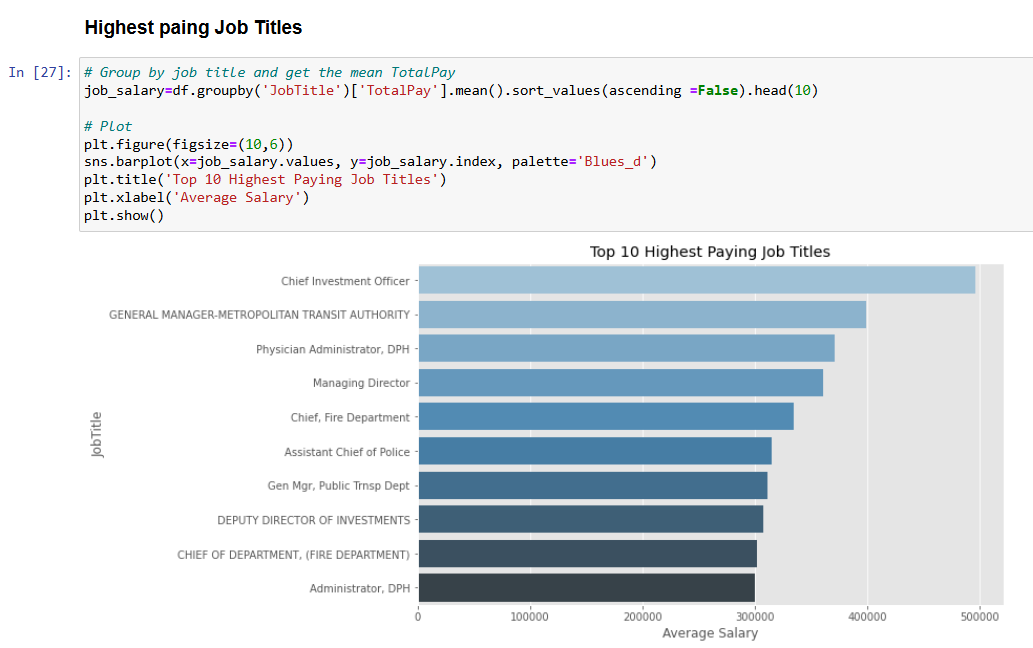 Highest paing Job Titles
In [27]: # Group by job title and get the mean TotalPay
job_salary=df.groupby('JobTitle')['TotalPay'].mean().sort_values(ascending =False).head(10)
# Plot
plt.figure(figsize=(10,6))
sns.barplot(x=job_salary.values, y=job_salary.index, palette='Blues_d')
plt.title('Top 10 Highest Paying Job Titles')
plt.xlabel('Average Salary')
plt.show()
Top 10 Highest Paying Job Titles
Chief Investment Officer
GENERAL MANAGER-METROPOLITAN TRANSIT AUTHORITY
Physician Administrator, DPH
Managing Director
Chief, Fire Department
Assistant Chief of Police
Gen Mgr, Public Trnsp Dept
DEPUTY DIRECTOR OF INVESTMENTS
CHIEF OF DEPARTMENT, (FIRE DEPARTMENT)
Administrator, DPH
JobTitle
0 100000 200000 300000 400000 500000
Average Salary